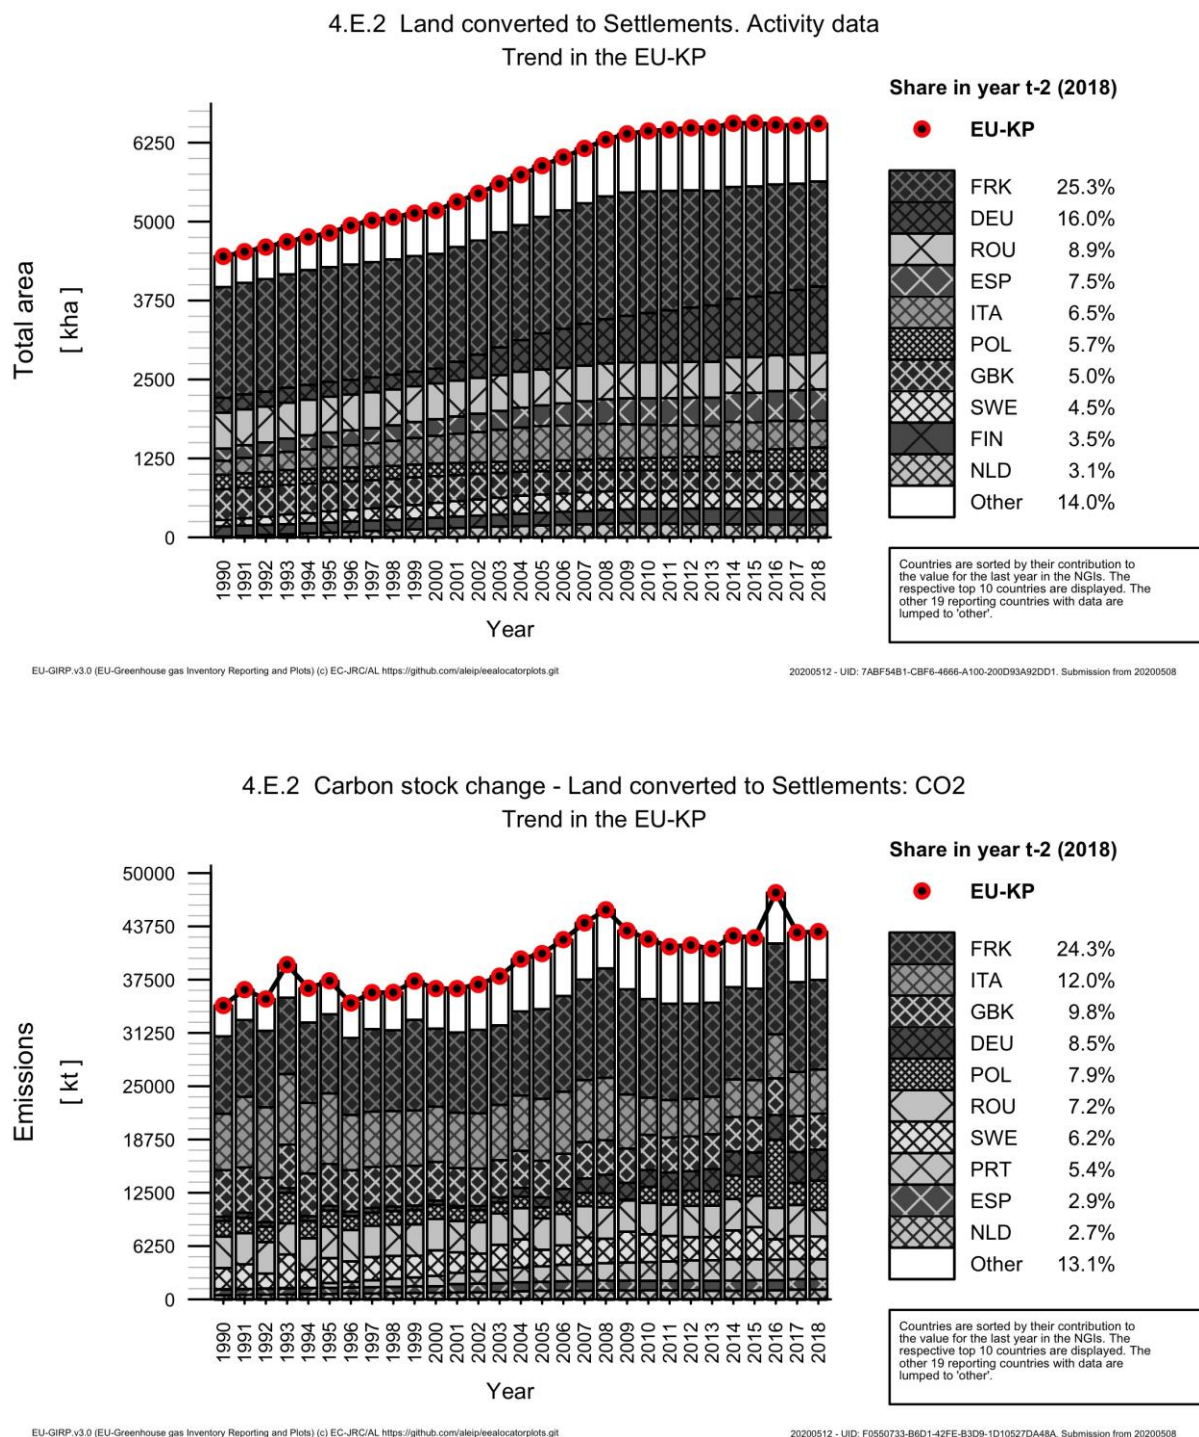 4.E.2 Land converted to Settlements. Activity data
Trend in the EU-KP
Share in year t-2 (2018)
EU-KP
FRK 25.3%
DEU 16.0%
ROU 8.9%
ESP 7.5%
ITA 6.5%
POL 5.7%
GBK 5.0%
SWE 4.5%
FIN 3.5%
NLD 3.1%
Other 14.0%
Total area
[ kha ]
6250
5000
3750
2500
1250
0
1990 1991 1992 1993 1994 1995 1996 1997 1998 1999 2000 2001 2002 2003 2004 2005 2006 2007 2008 2009 2010 2011 2012 2013 2014 2015 2016 2017 2018
Year
Countries are sorted by their contribution to
the value for the last year in the NGIs. The
respective top 10 countries are displayed. The
other 19 reporting countries with data are
lumped to 'other'.
EU-GIRP.v3.0 (EU-Greenhouse gas Inventory Reporting and Plots) (c) EC-JRC/AL https://github.com/aleip/eealocatorplots.git
20200512 - UID: 7ABF54B1-CBF6-4666-A100-200D93A92DD1. Submission from 20200508
4.E.2 Carbon stock change - Land converted to Settlements: CO2
Trend in the EU-KP
Share in year t-2 (2018)
EU-KP
FRK 24.3%
ITA 12.0%
GBK 9.8%
DEU 8.5%
POL 7.9%
ROU 7.2%
SWE 6.2%
PRT 5.4%
ESP 2.9%
NLD 2.7%
Other 13.1%
Emissions
[ kt ]
50000
43750
37500
31250
25000
18750
12500
6250
0
1990 1991 1992 1993 1994 1995 1996 1997 1998 1999 2000 2001 2002 2003 2004 2005 2006 2007 2008 2009 2010 2011 2012 2013 2014 2015 2016 2017 2018
Year
Countries are sorted by their contribution to
the value for the last year in the NGIs. The
respective top 10 countries are displayed. The
other 19 reporting countries with data are
lumped to 'other'.
EU-GIRP.v3.0 (EU-Greenhouse gas Inventory Reporting and Plots) (c) EC-JRC/AL https://github.com/aleip/eealocatorplots.git
20200512 - UID: F0550733-B6D1-42FE-B3D9-1D10527DA48A. Submission from 20200508